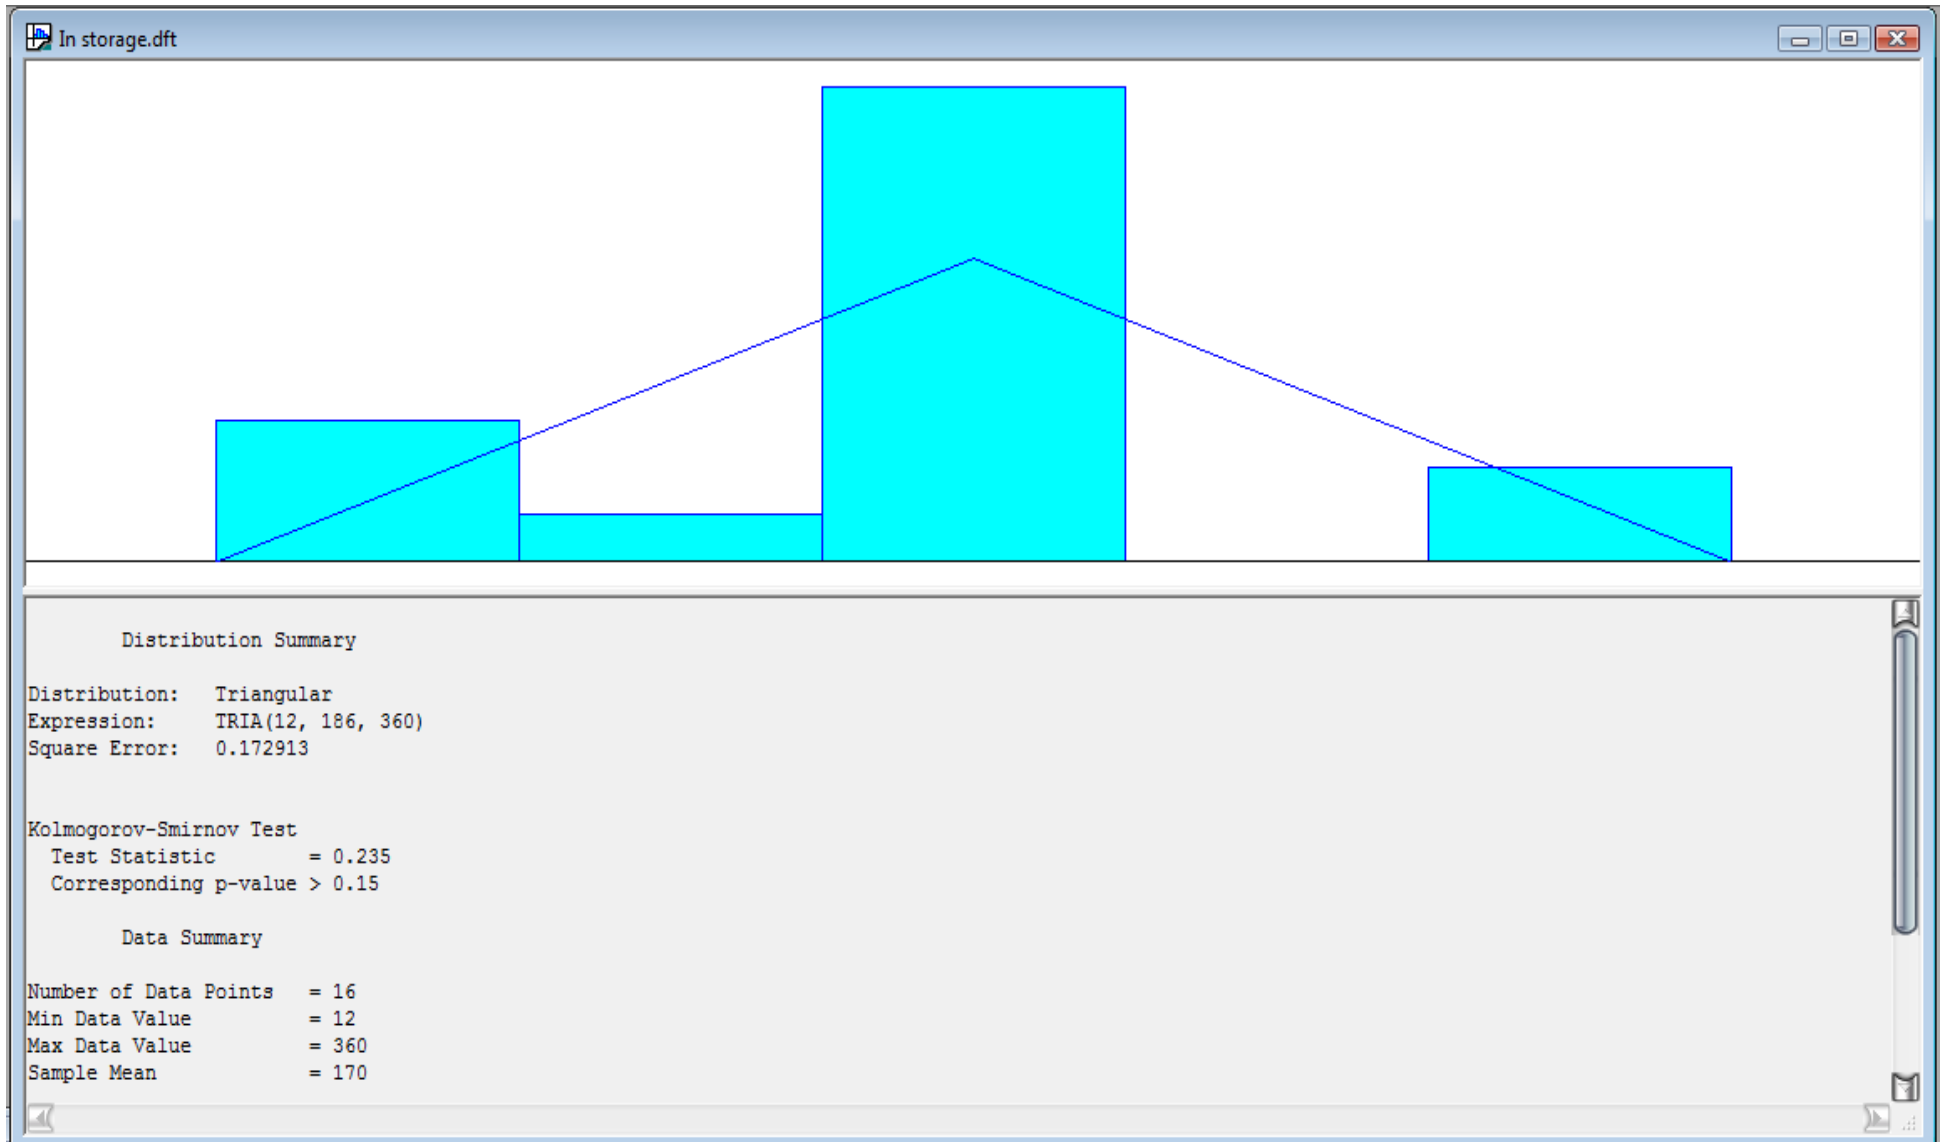 In storage.dft
Distribution Summary
Distribution: Triangular
Expression: TRIA(12, 186, 360)
Square Error: 0.172913
Kolmogorov-Smirnov Test
Test Statistic = 0.235
Corresponding p-value > 0.15
Data Summary
Number of Data Points = 16
Min Data Value = 12
Max Data Value = 360
Sample Mean = 170